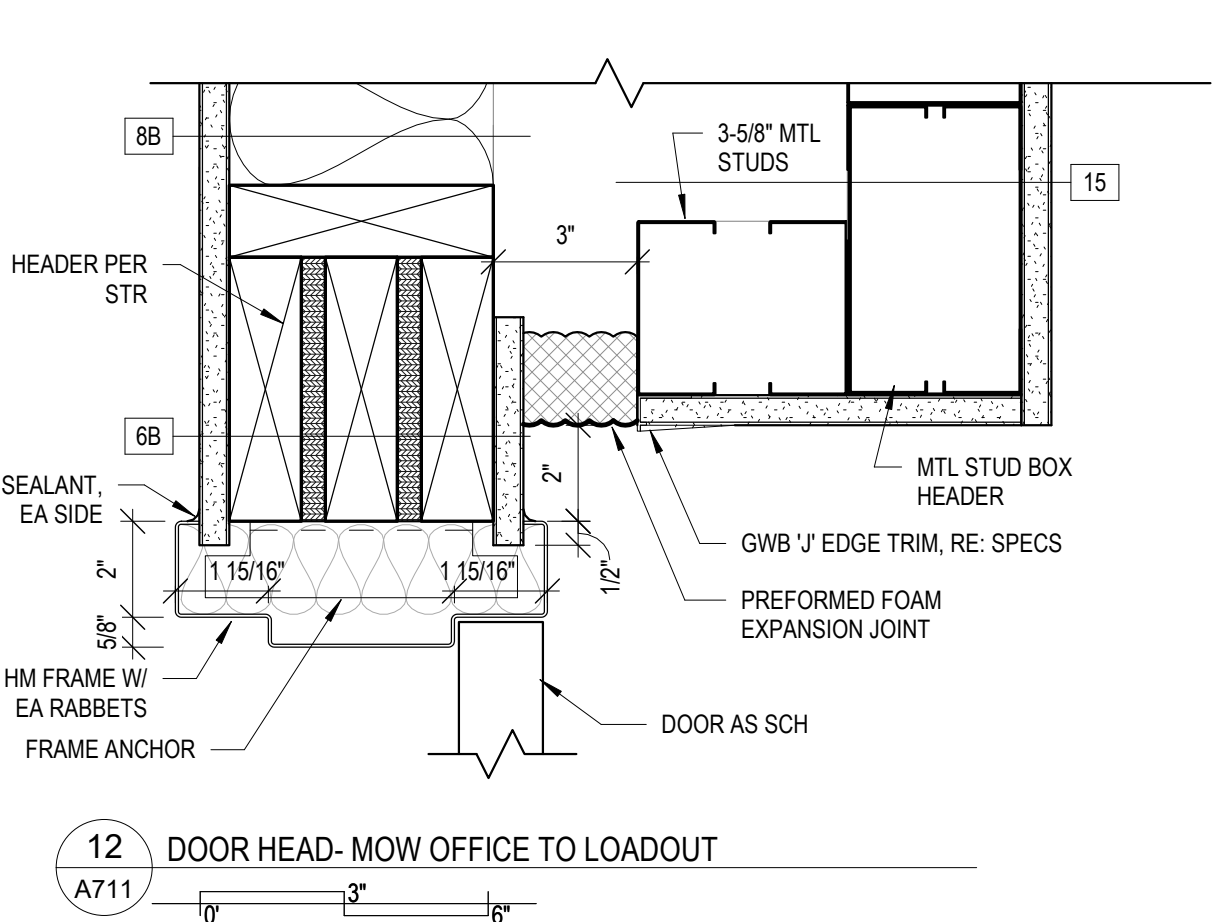 8B
3-5/8" MTL
STUDS
15
3"
HEADER PER
STR
6B
2"
MTL STUD BOX
HEADER
SEALANT,
EA SIDE
GWB 'J' EDGE TRIM, RE: SPECS
2"
1 15/16"
1 15/16"
1/2"
PREFORMED FOAM
EXPANSION JOINT
5/8"
HM FRAME W/
EA RABBETS
DOOR AS SCH
FRAME ANCHOR
12
DOOR HEAD- MOW OFFICE TO LOADOUT
A711
3"
0'
6"